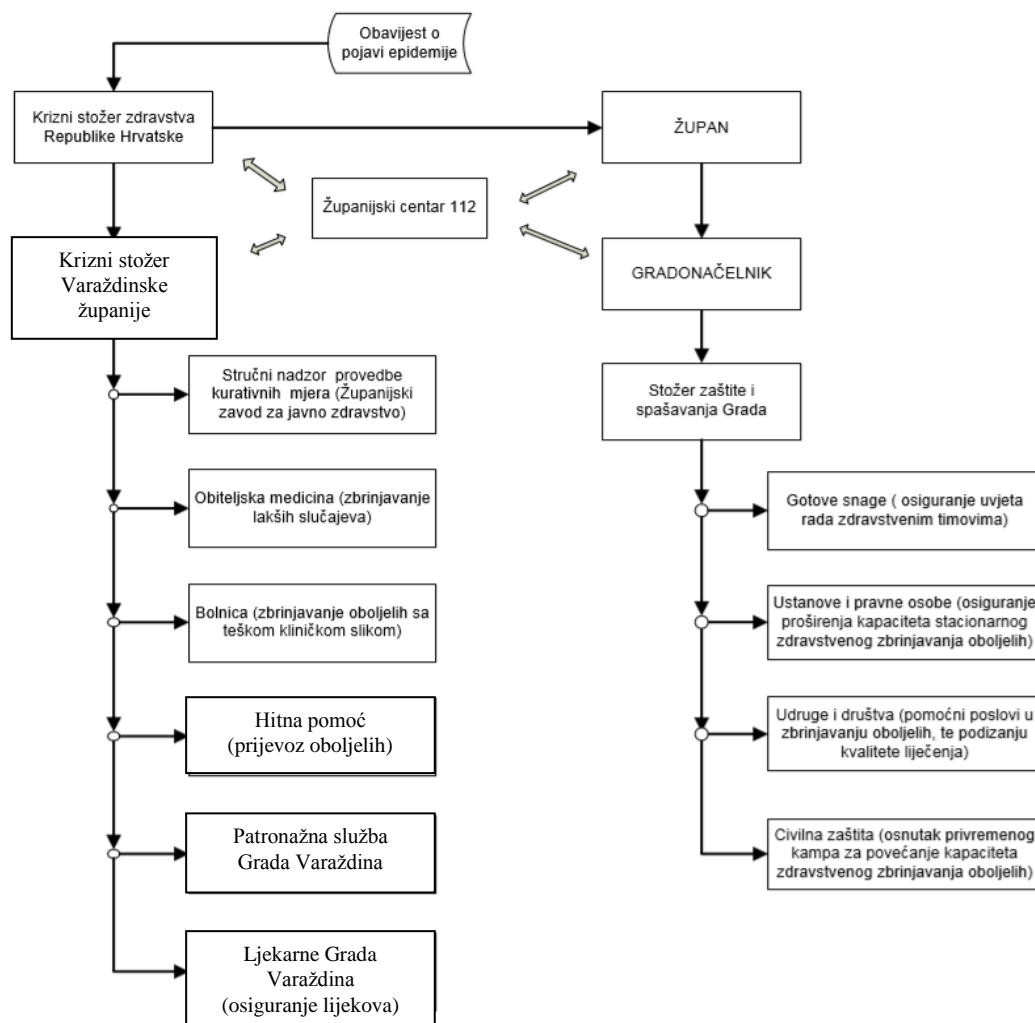 Obavijest o
pojavi epidemije
Krizni stožer zdravstva
Republike Hrvatske
ŽUPAN
Županijski centar 112
Krizni stožer
Varaždinske
županije
GRADONAČELNIK
Stručni nadzor provedbe
kurativnih mjera (Županijski
zavod za javno zdravstvo)
Stožer zaštite i
spašavanja Grada
Obiteljska medicina (zbrinjavanje
lakših slučajeva)
Gotove snage ( osiguranje uvjeta
rada zdravstvenim timovima)
Bolnica (zbrinjavanje oboljelih sa
teškom kliničkom slikom)
Ustanove i pravne osobe (osiguranje
proširenja kapaciteta stacionarnog
zdravstvenog zbrinjavanja oboljelih)
Hitna pomoć
(prijevoz oboljelih)
Udruge i društva (pomoćni poslovi u
zbrinjavanju oboljelih, te podizanju
kvalitete liječenja)
Patronažna služba
Grada Varaždina
Civilna zaštita (osnutak privremenog
kampa za povećanje kapaciteta
zdravstvenog zbrinjavanja oboljelih)
Ljekarne Grada
Varaždina
(osiguranje lijekova)